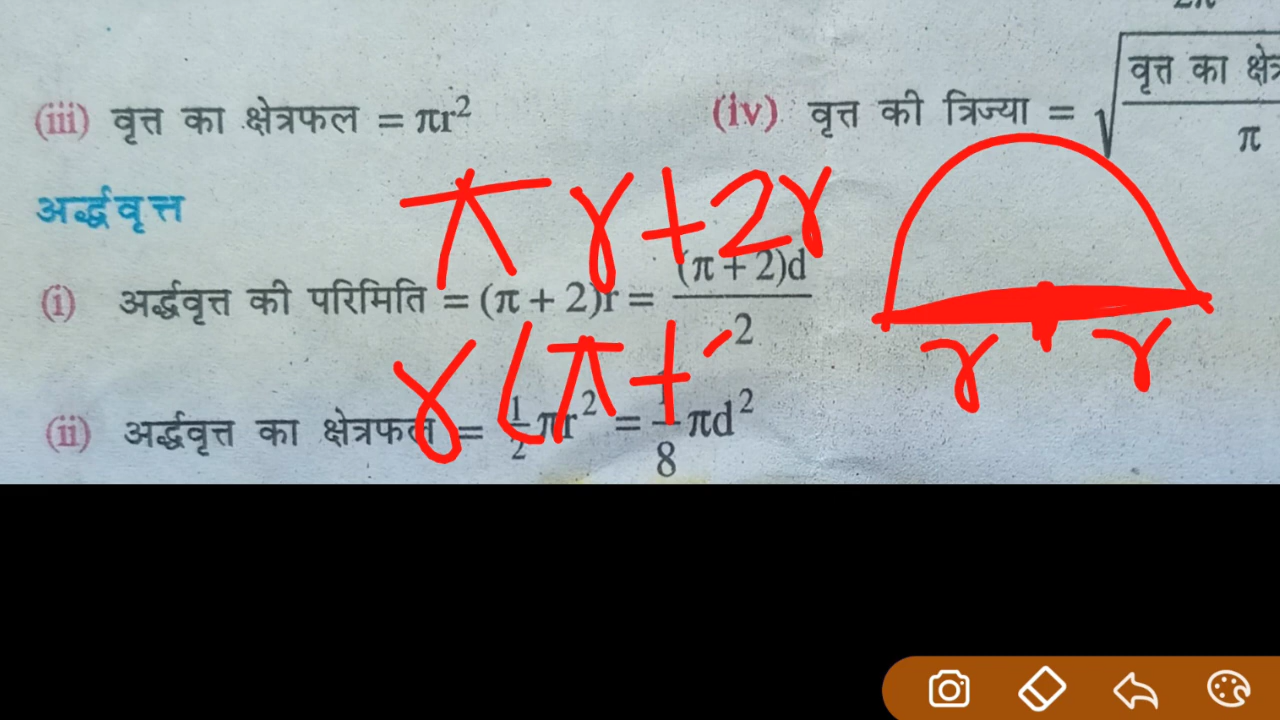 (iii) वृत्त का क्षेत्रफल = πr²
(iv) वृत्त की त्रिज्या = √(वृत्त का / π)
अर्द्धवृत्त
πr+2r
(i) अर्द्धवृत्त की परिमिति = (π + 2)r = (π + 2)d / 2
r r
r(π+
(ii) अर्द्धवृत्त का क्षेत्रफल = 1/2 πr² = 1/8 πd²